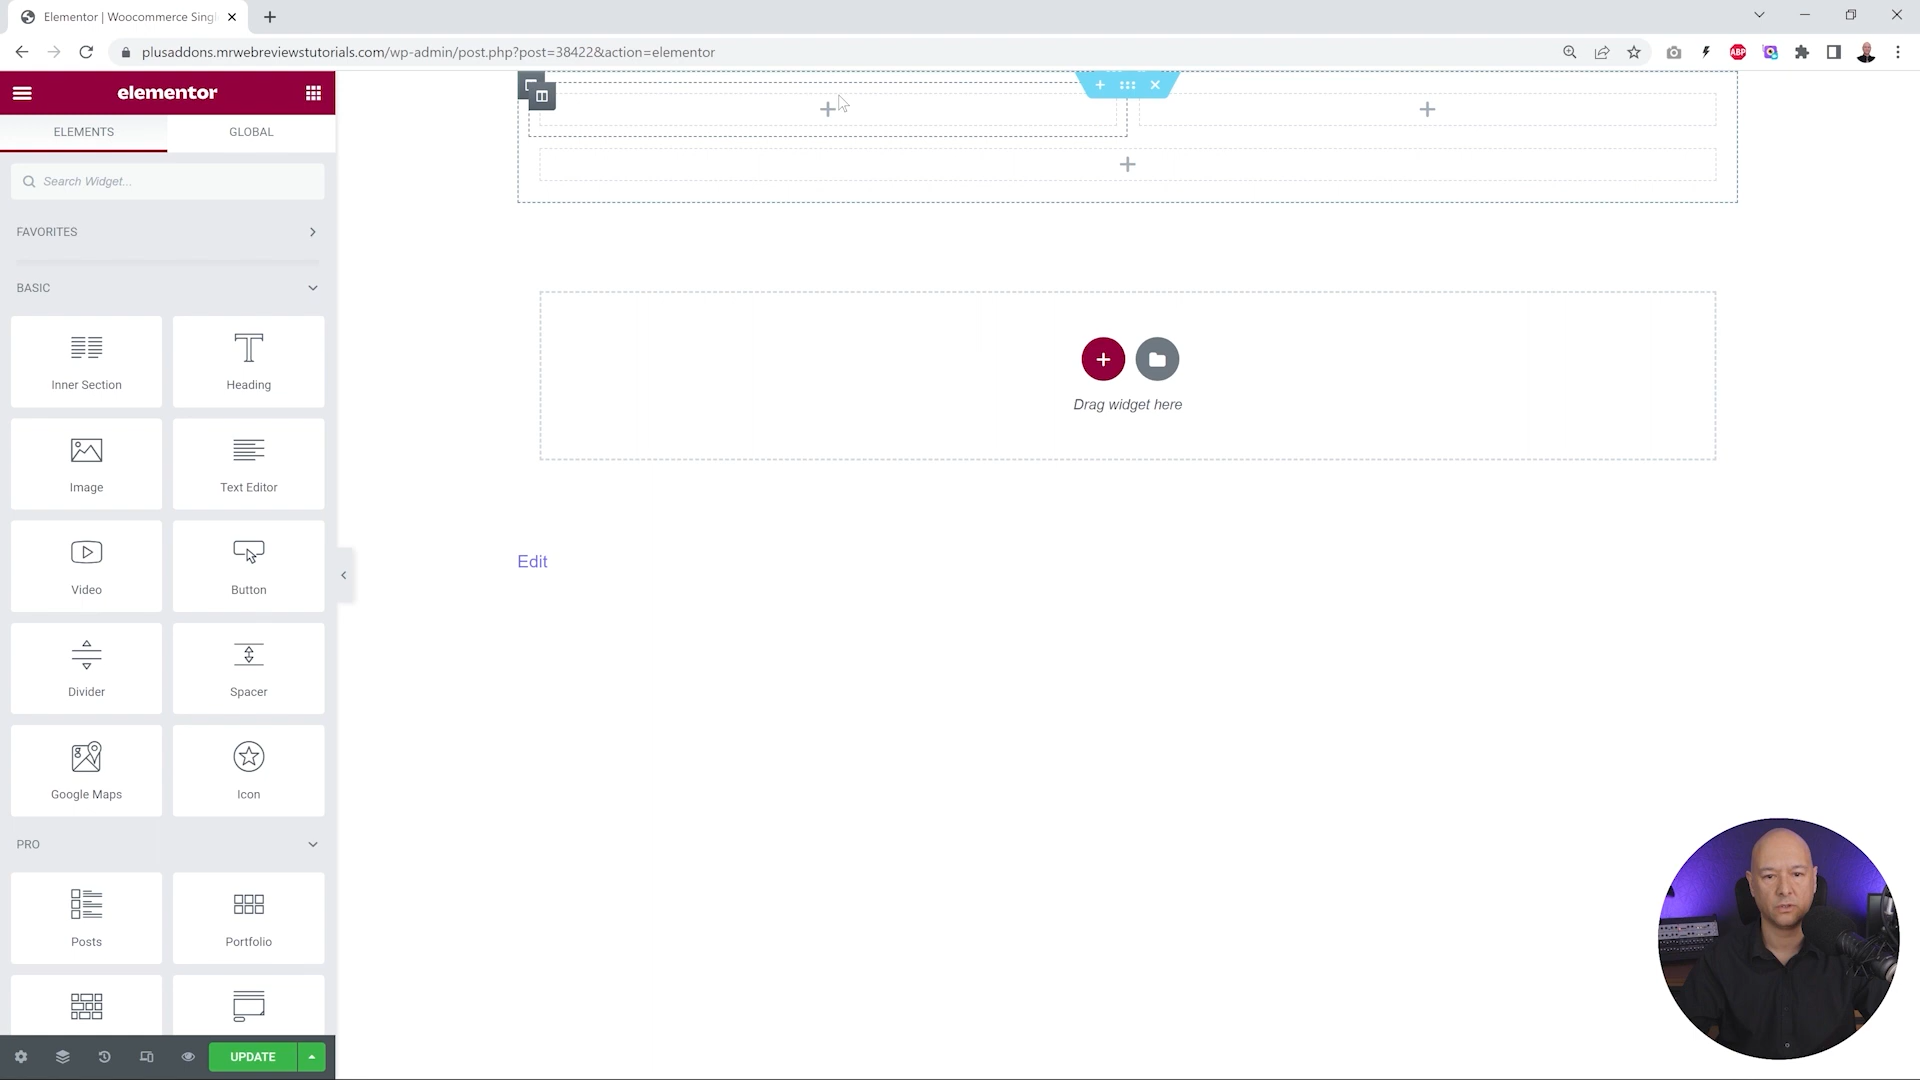 Elementor | Woocommerce Singl
plusaddons.mrwebreviewstutorials.com/wp-admin/post.php?post=38422&action=elementor
ABP
elementor
ELEMENTS
GLOBAL
Search Widget...
FAVORITES
BASIC
Inner Section
Heading
Image
Text Editor
Video
Button
Divider
Spacer
Google Maps
Icon
PRO
Posts
Portfolio
UPDATE
Drag widget here
Edit